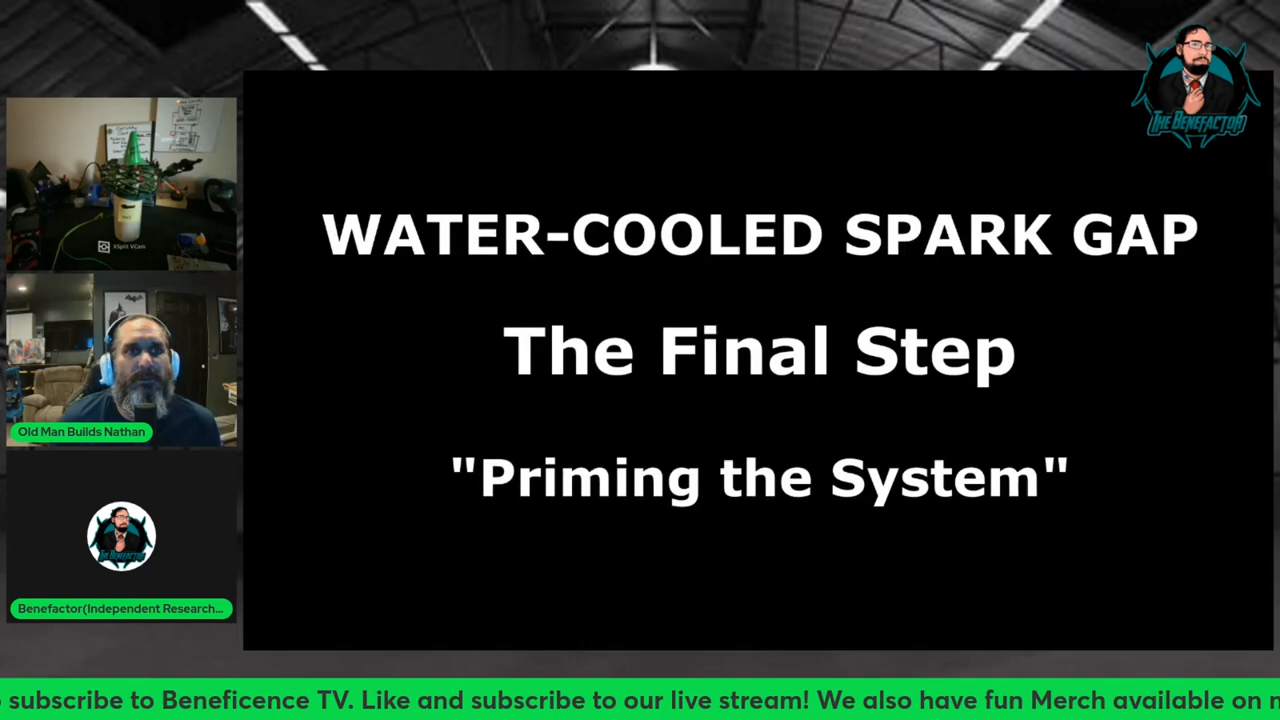 THE BENEFACTOR
WATER-COOLED SPARK GAP
The Final Step
"Priming the System"
XSplit VCam
Old Man Builds Nathan
Benefactor(Independent Research...
subscribe to Beneficence TV. Like and subscribe to our live stream! We also have fun Merch available on